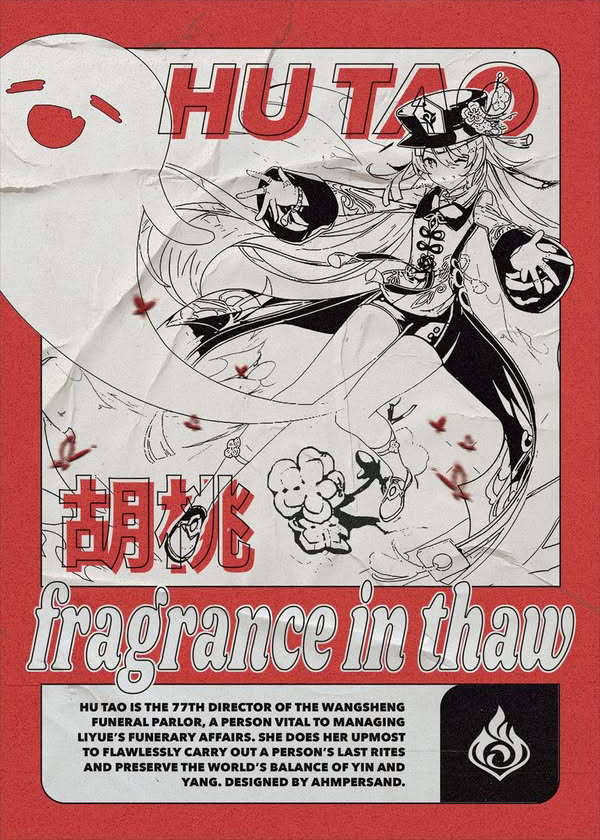 HU TAO
胡桃
fragrance in thaw
HU TAO IS THE 77TH DIRECTOR OF THE WANGSHENG
FUNERAL PARLOR, A PERSON VITAL TO MANAGING
LIYUE'S FUNERARY AFFAIRS. SHE DOES HER UPMOST
TO FLAWLESSLY CARRY OUT A PERSON'S LAST RITES
AND PRESERVE THE WORLD'S BALANCE OF YIN AND
YANG. DESIGNED BY AHMPERSAND.